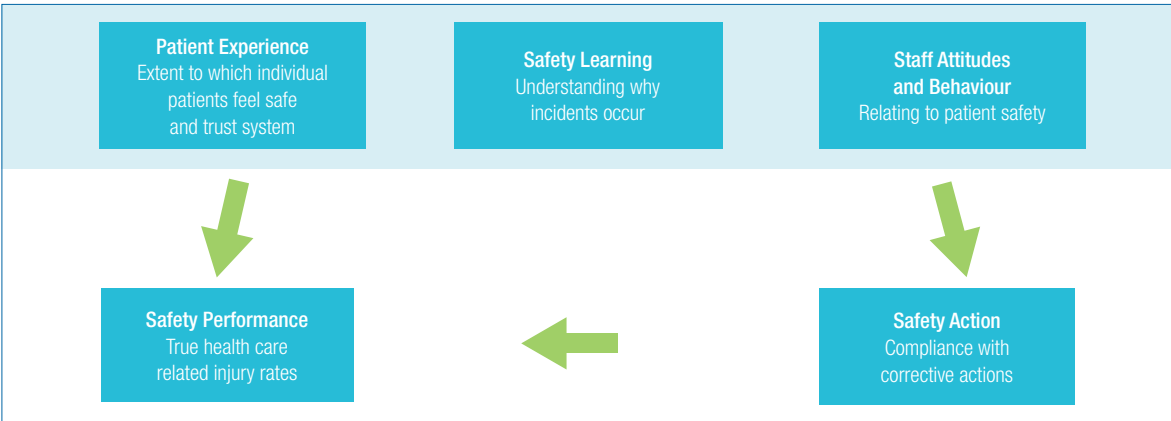 Patient Experience
Extent to which individual
patients feel safe
and trust system
Safety Learning
Understanding why
incidents occur
Staff Attitudes
and Behaviour
Relating to patient safety
Safety Performance
True health care
related injury rates
Safety Action
Compliance with
corrective actions